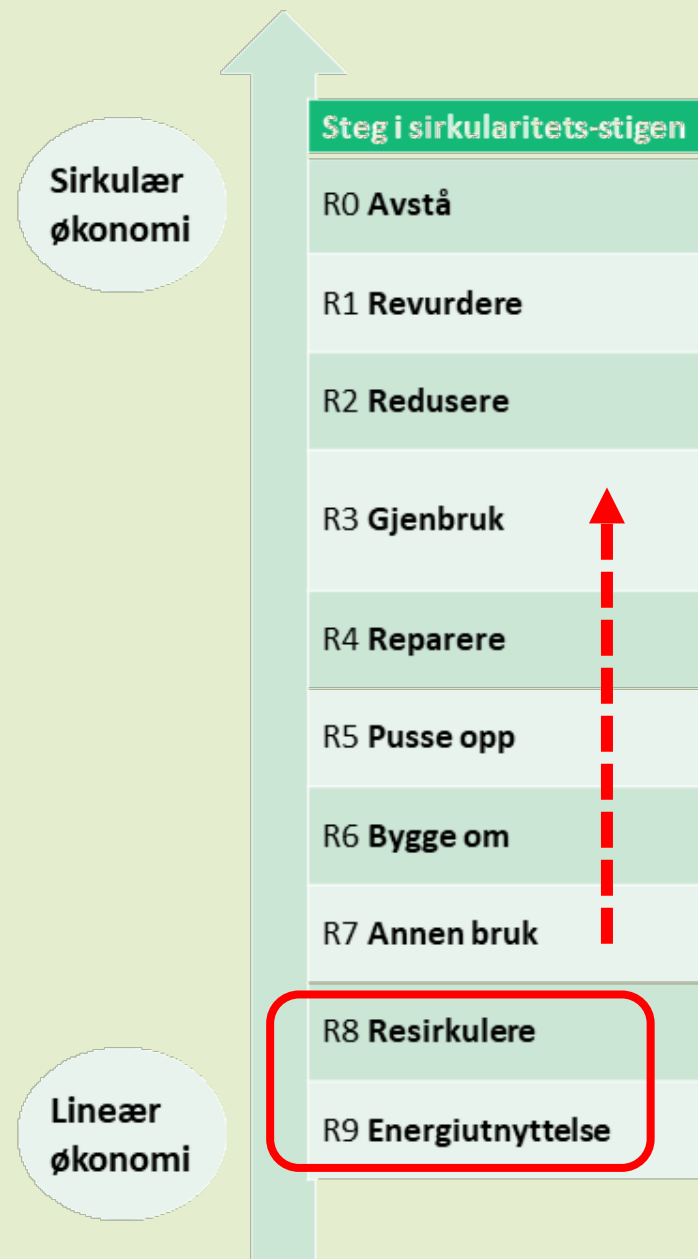 Steg i sirkularitets-stigen
Sirkulær
økonomi
R0 Avstå
R1 Revurdere
R2 Redusere
R3 Gjenbruk
R4 Reparere
R5 Pusse opp
R6 Bygge om
R7 Annen bruk
R8 Resirkulere
Lineær
økonomi
R9 Energiutnyttelse